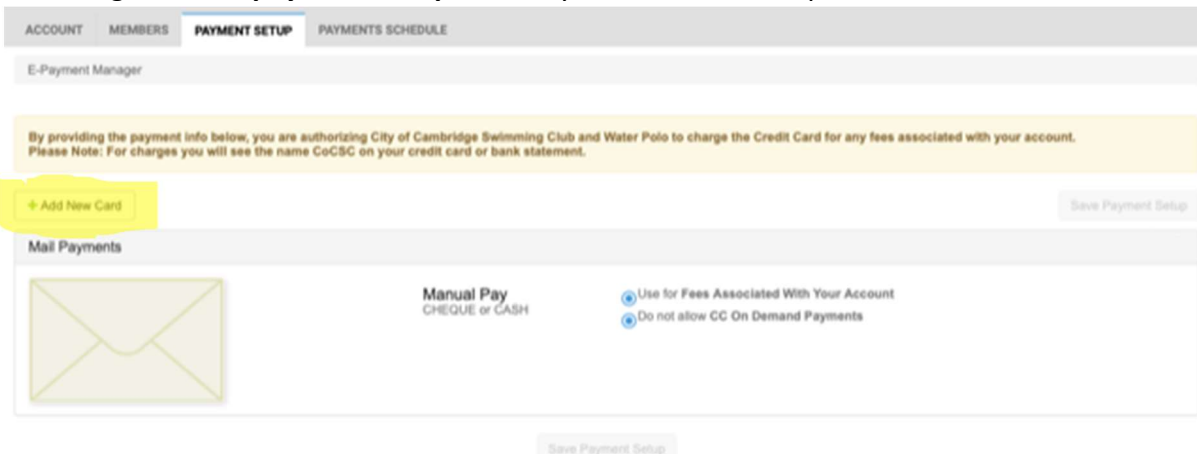 ACCOUNT MEMBERS PAYMENT SETUP PAYMENTS SCHEDULE
E-Payment Manager
By providing the payment info below, you are authorizing City of Cambridge Swimming Club and Water Polo to charge the Credit Card for any fees associated with your account.
Please Note: For charges you will see the name CoCSC on your credit card or bank statement.
+ Add New Card Save Payment Setup
Mail Payments
Manual Pay
CHEQUE or CASH
Use for Fees Associated With Your Account
Do not allow CC On Demand Payments
Save Payment Setup